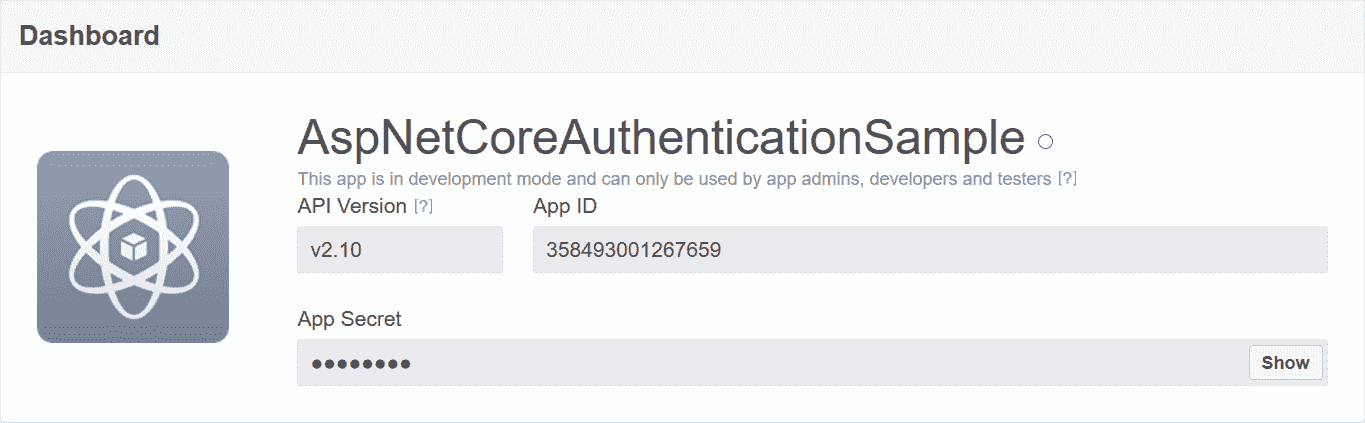 Dashboard
AspNetCoreAuthenticationSample
This app is in development mode and can only be used by app admins, developers and testers [?]
API Version [?] App ID
v2.10 358493001267659
App Secret
●●●●●●●● Show